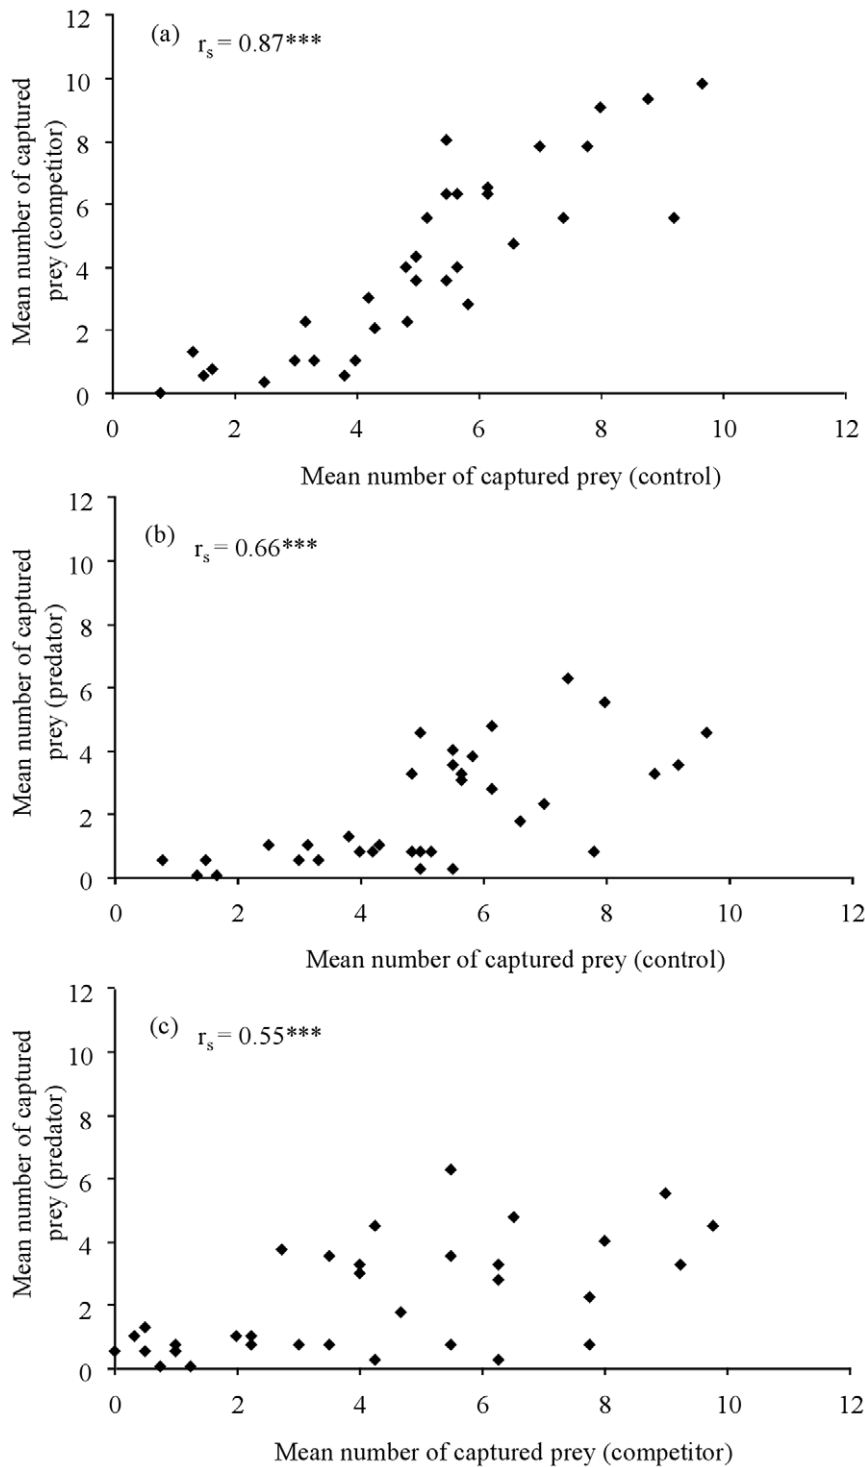 (a)
rs = 0.87***
Mean number of captured
prey (competitor)
12
10
8
6
4
2
0
0 2 4 6 8 10 12
Mean number of captured prey (control)
(b)
rs = 0.66***
Mean number of captured
prey (predator)
12
10
8
6
4
2
0
0 2 4 6 8 10 12
Mean number of captured prey (control)
(c)
rs = 0.55***
Mean number of captured
prey (predator)
12
10
8
6
4
2
0
0 2 4 6 8 10 12
Mean number of captured prey (competitor)